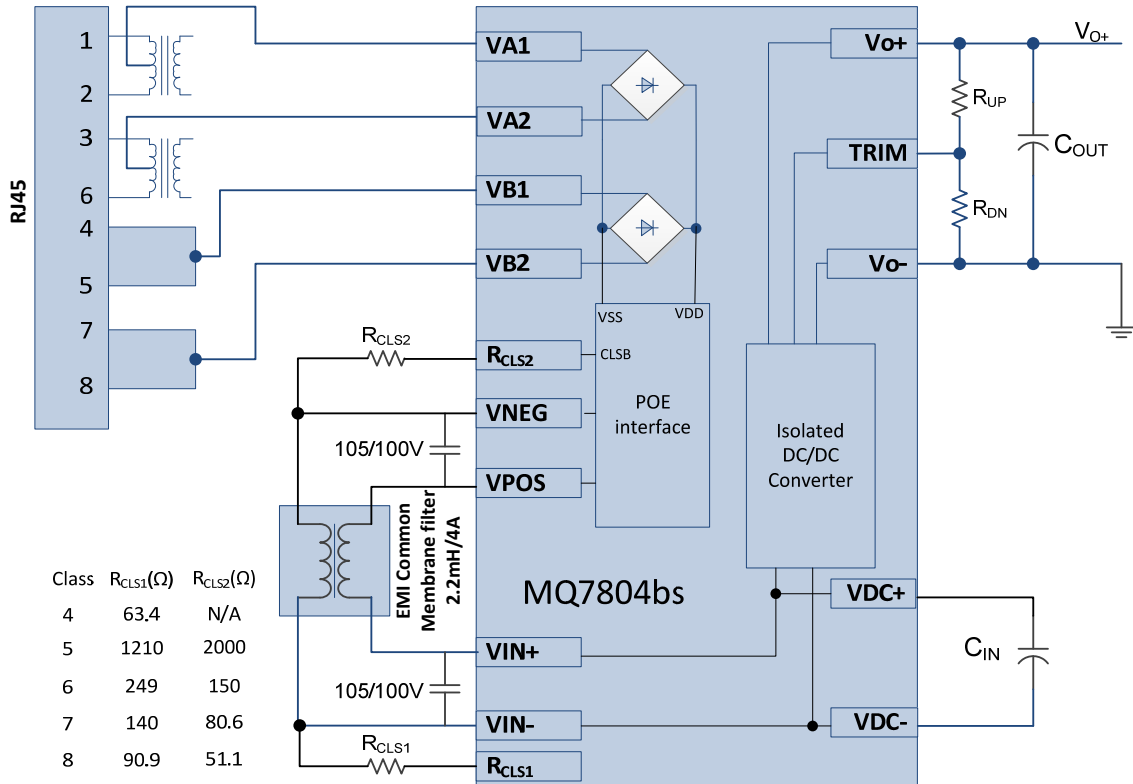 RJ45
1
2
3
6
4
5
7
8
VA1
VA2
VB1
VB2
RCLS2
RCLS2
VNEG
VPOS
105/100V
EMI Common
Membrane filter
2.2mH/4A
VIN+
VIN-
105/100V
RCLS1
RCLS1
VSS
VDD
CLSB
POE
interface
MQ7804bs
Isolated
DC/DC
Converter
Vo+
TRIM
Vo-
VDC+
VDC-
VO+
RUP
RDN
COUT
CIN
Class RCLS1(Ω) RCLS2(Ω)
4 63.4 N/A
5 1210 2000
6 249 150
7 140 80.6
8 90.9 51.1